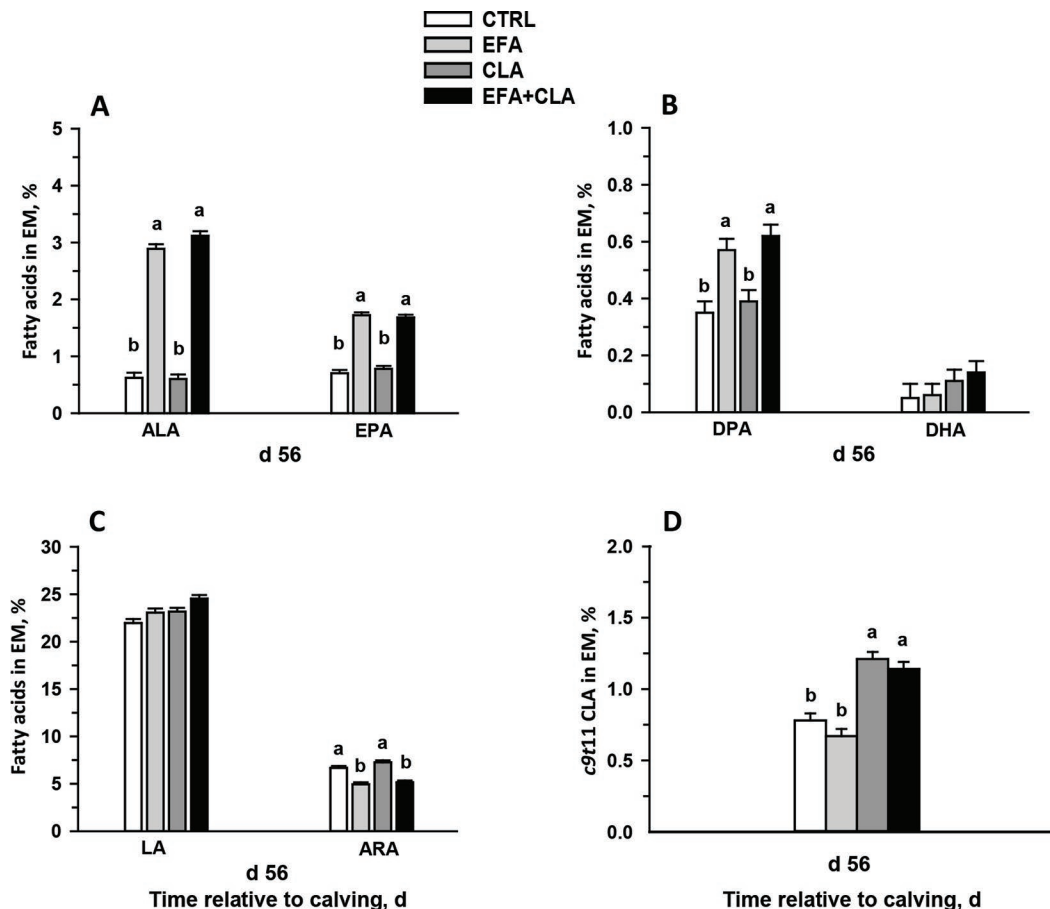 CTRL
EFA
CLA
EFA+CLA
A
Fatty acids in EM, %
5
4
3
2
1
0
b
a
b
a
b
a
b
a
ALA
EPA
d 56
B
Fatty acids in EM, %
1.0
0.8
0.6
0.4
0.2
0.0
b
a
b
a
DPA
DHA
d 56
C
Fatty acids in EM, %
30
25
20
15
10
5
0
a
b
a
b
LA
ARA
d 56
Time relative to calving, d
D
c9t11 CLA in EM, %
2.0
1.5
1.0
0.5
0.0
b
b
a
a
d 56
Time relative to calving, d